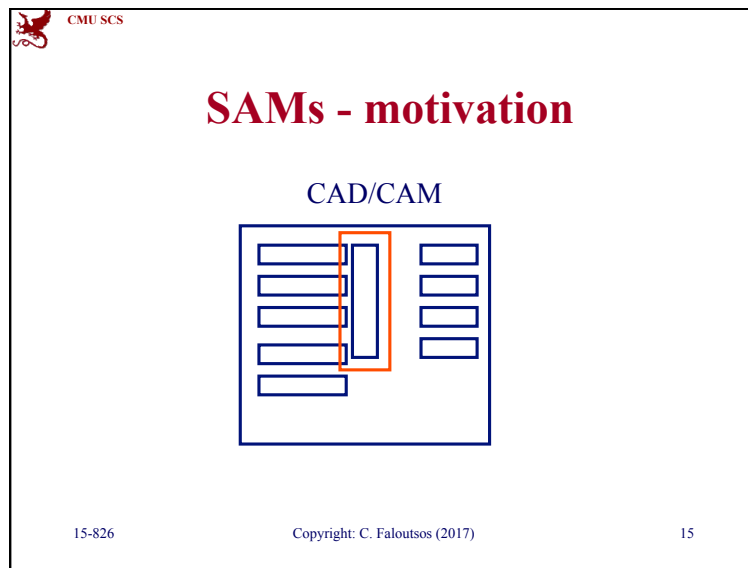 CMU SCS
SAMs - motivation
CAD/CAM
15-826
Copyright: C. Faloutsos (2017)
15